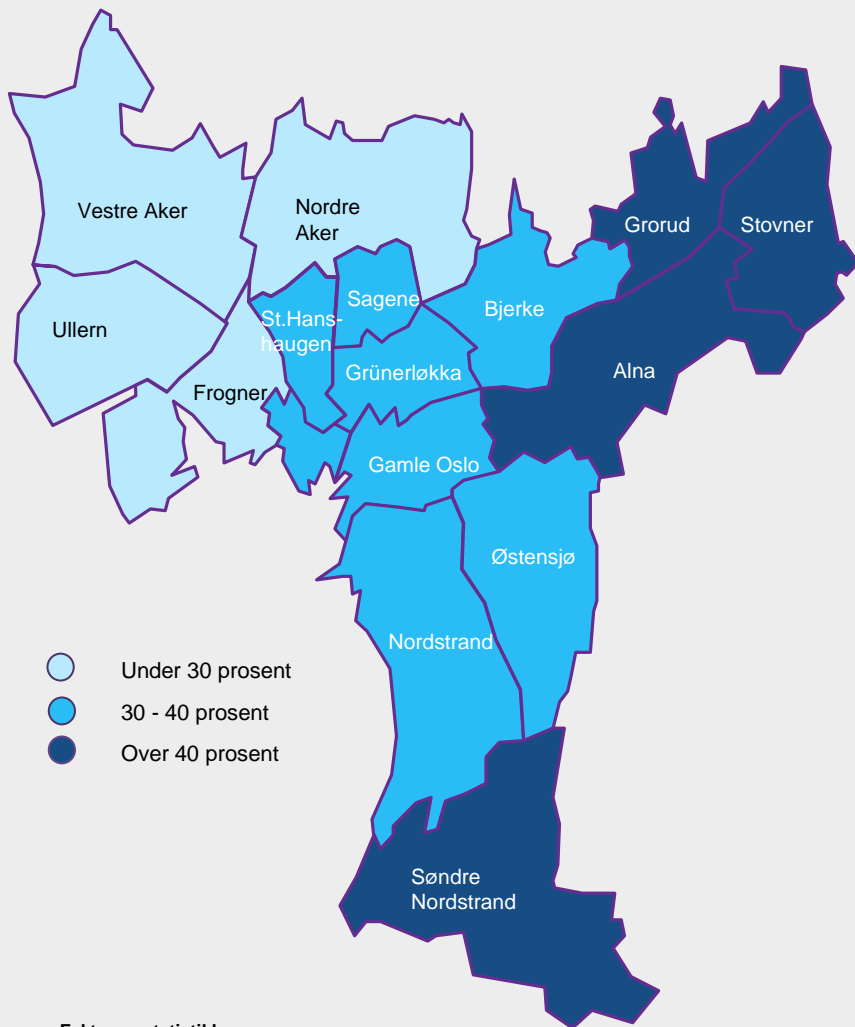 Vestre Aker
Nordre
Aker
Grorud
Stovner
Sagene
Bjerke
St.Hans-
haugen
Ullern
Grünerløkka
Alna
Frogner
Gamle Oslo
Østensjø
Nordstrand
Under 30 prosent
30 - 40 prosent
Over 40 prosent
Søndre
Nordstrand